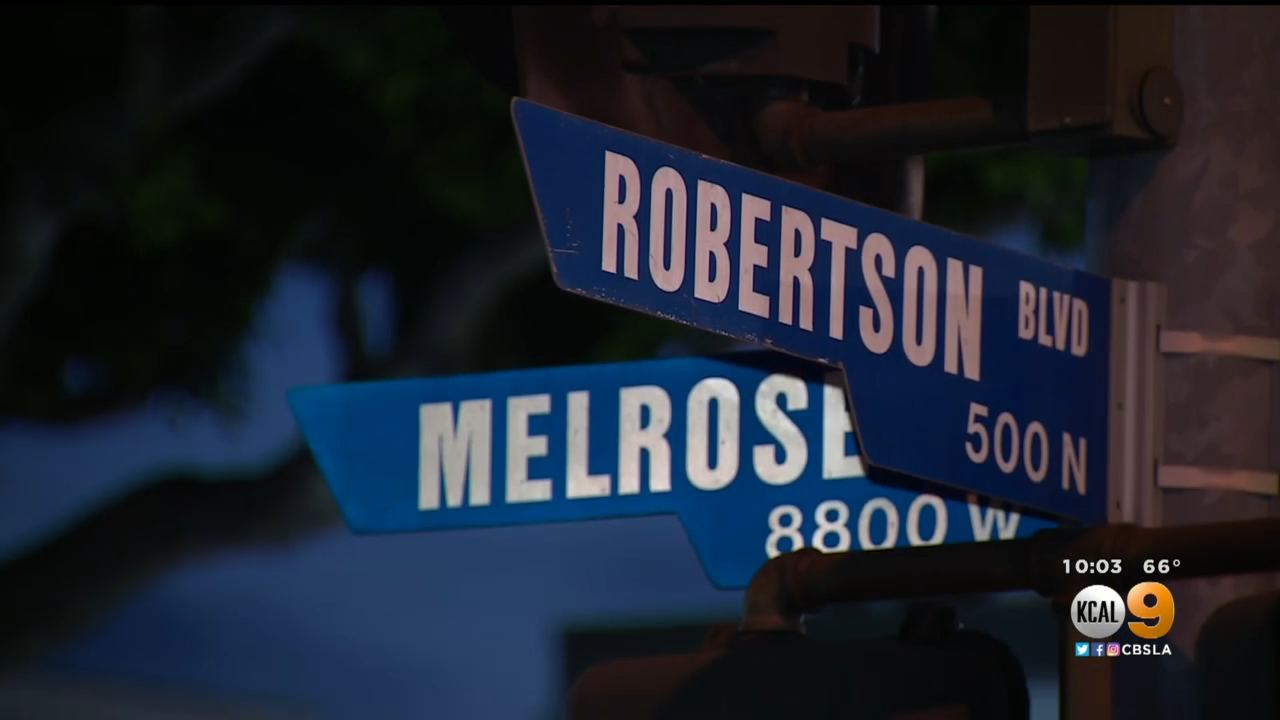 ROBERTSON BLVD
500 N
MELROSE
8800 W
10:03 66°
KCAL 9
CBSLA